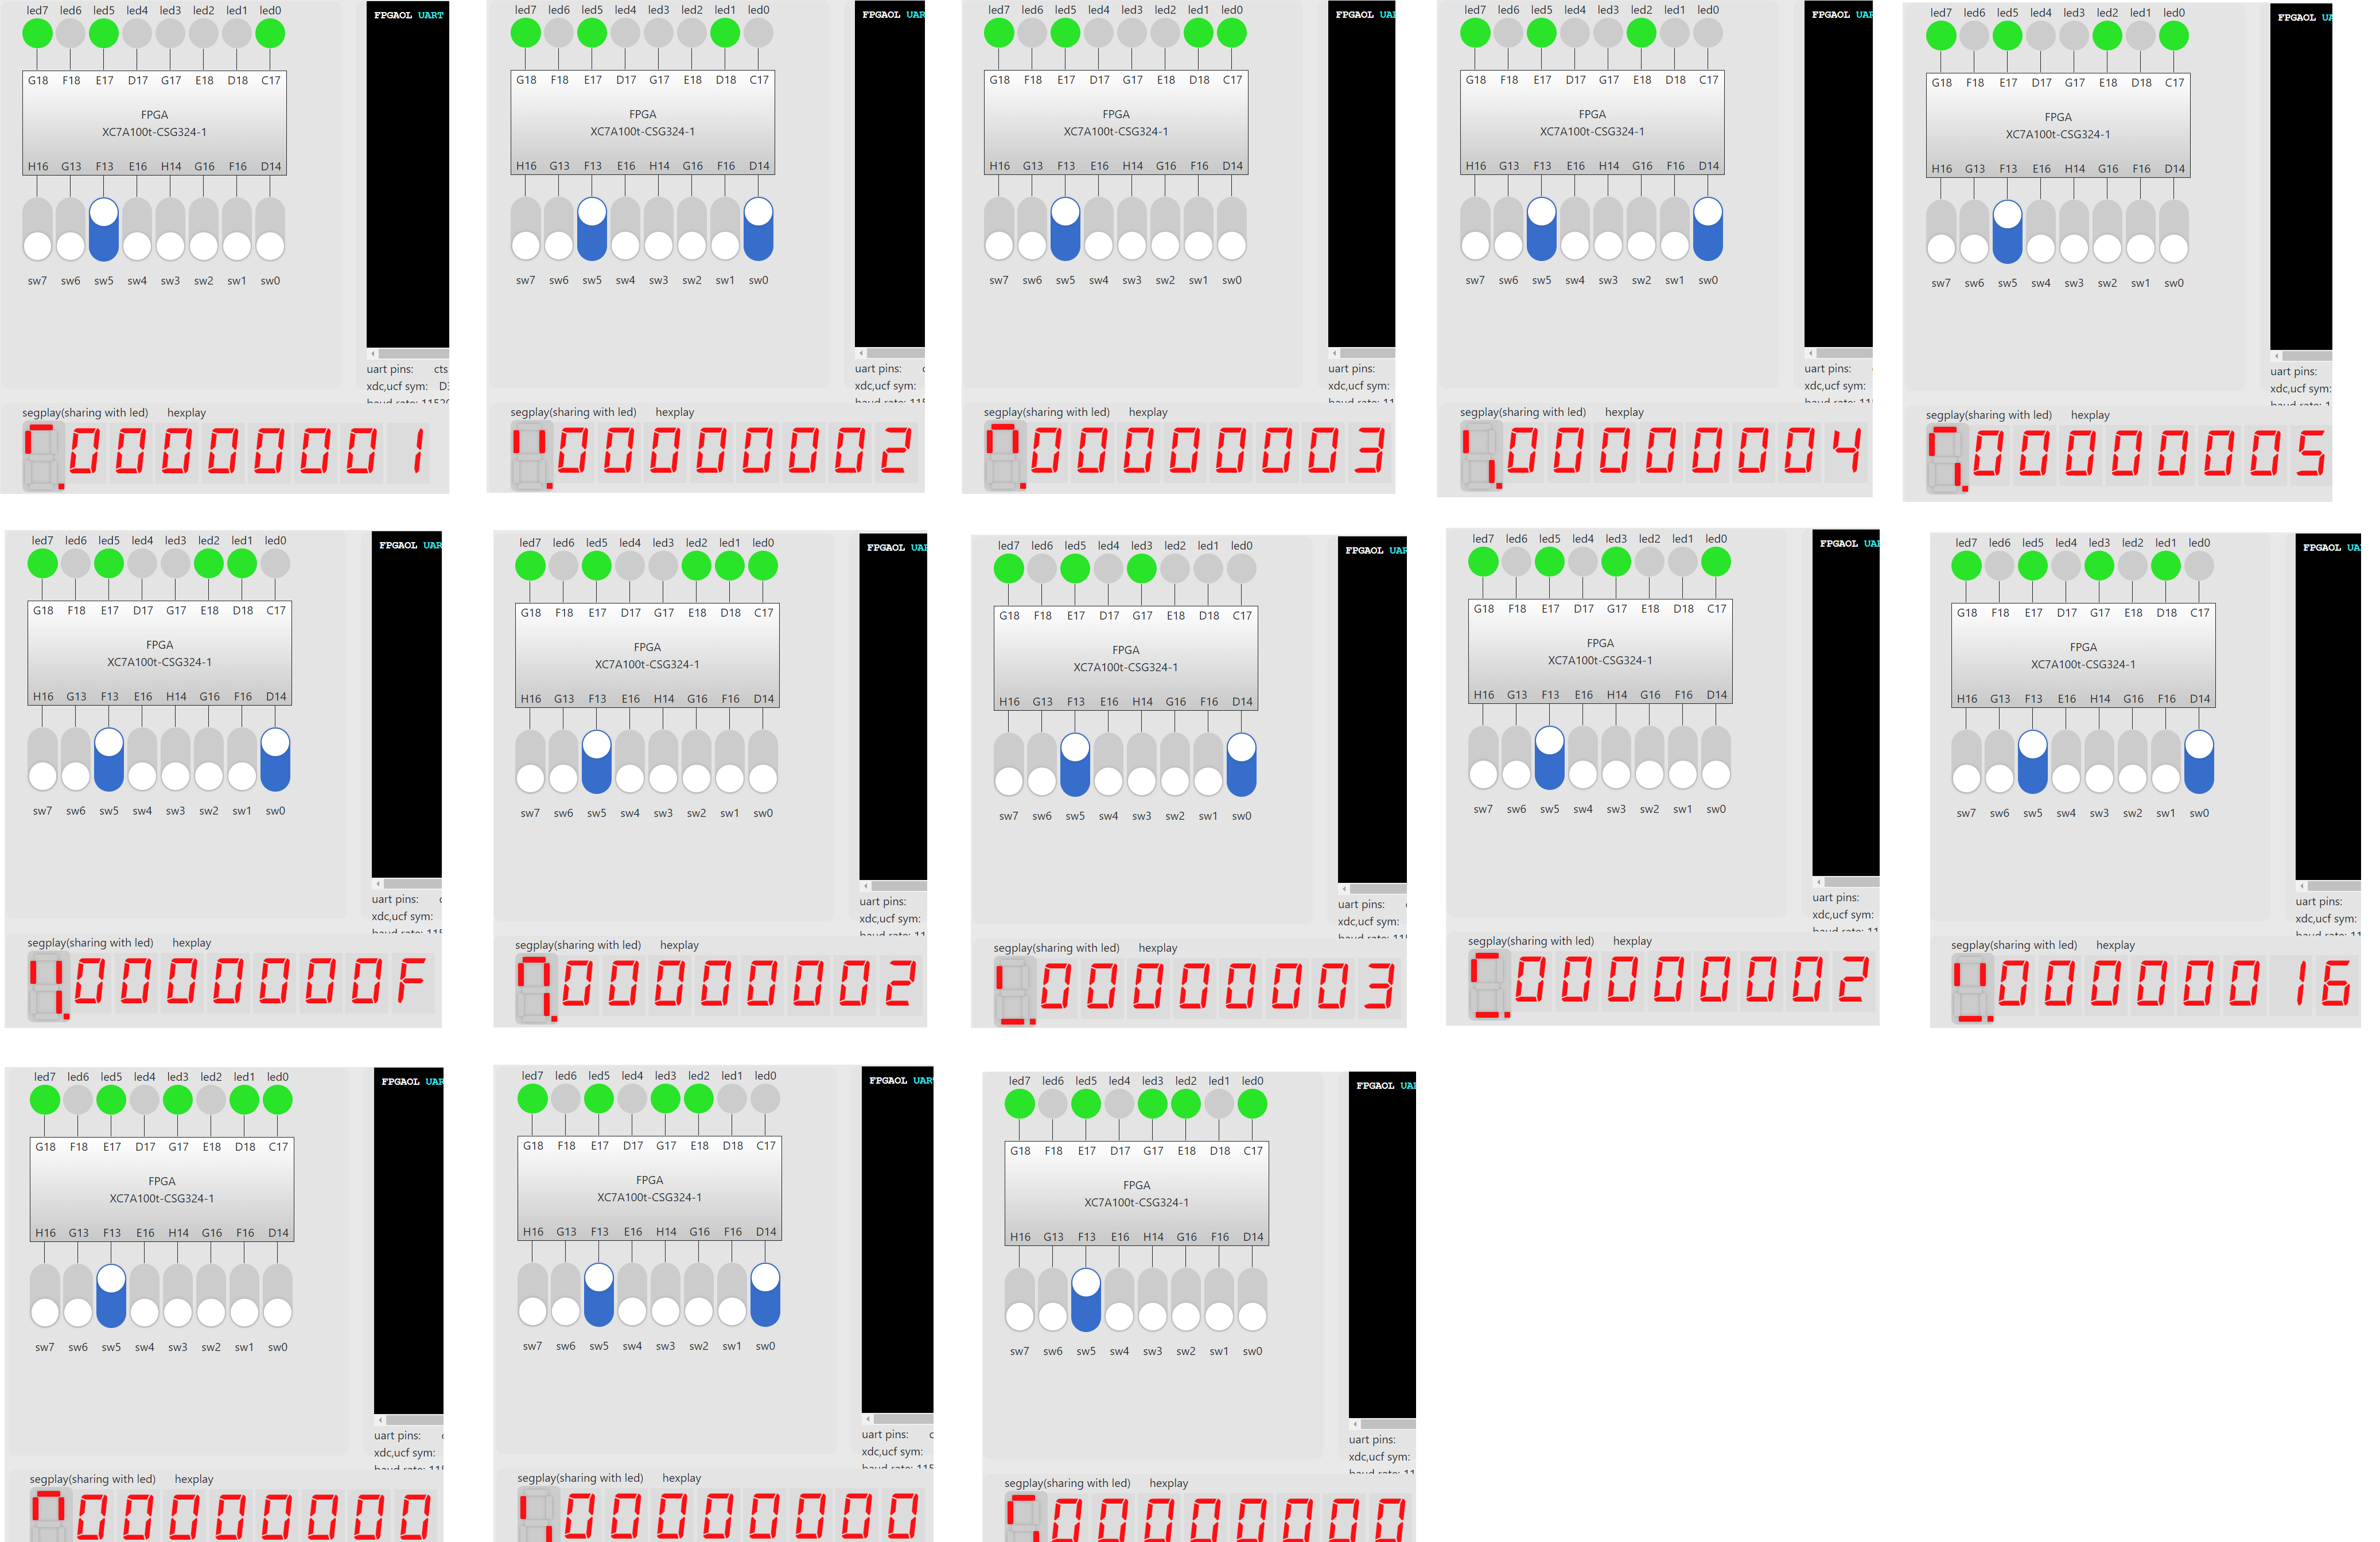 led7 led6 led5 led4 led3 led2 led1 led0
FPGAOL UART
G18 F18 E17 D17 G17 E18 D18 C17
FPGA
XC7A100t-CSG324-1
H16 G13 F13 E16 H14 G16 F16 D14
sw7 sw6 sw5 sw4 sw3 sw2 sw1 sw0
uart pins: cts
xdc,ucf sym:
segplay(sharing with led) hexplay
00000001
led7 led6 led5 led4 led3 led2 led1 led0
FPGAOL UAR
G18 F18 E17 D17 G17 E18 D18 C17
FPGA
XC7A100t-CSG324-1
H16 G13 F13 E16 H14 G16 F16 D14
sw7 sw6 sw5 sw4 sw3 sw2 sw1 sw0
uart pins:
xdc,ucf sym:
segplay(sharing with led) hexplay
00000002
led7 led6 led5 led4 led3 led2 led1 led0
FPGAOL UA
G18 F18 E17 D17 G17 E18 D18 C17
FPGA
XC7A100t-CSG324-1
H16 G13 F13 E16 H14 G16 F16 D14
sw7 sw6 sw5 sw4 sw3 sw2 sw1 sw0
uart pins:
xdc,ucf sym:
segplay(sharing with led) hexplay
00000003
led7 led6 led5 led4 led3 led2 led1 led0
FPGAOL UAR
G18 F18 E17 D17 G17 E18 D18 C17
FPGA
XC7A100t-CSG324-1
H16 G13 F13 E16 H14 G16 F16 D14
sw7 sw6 sw5 sw4 sw3 sw2 sw1 sw0
uart pins:
xdc,ucf sym:
segplay(sharing with led) hexplay
00000004
led7 led6 led5 led4 led3 led2 led1 led0
FPGAOL U
G18 F18 E17 D17 G17 E18 D18 C17
FPGA
XC7A100t-CSG324-1
H16 G13 F13 E16 H14 G16 F16 D14
sw7 sw6 sw5 sw4 sw3 sw2 sw1 sw0
uart pins:
xdc,ucf sym:
segplay(sharing with led) hexplay
00000005
led7 led6 led5 led4 led3 led2 led1 led0
FPGAOL UAR
G18 F18 E17 D17 G17 E18 D18 C17
FPGA
XC7A100t-CSG324-1
H16 G13 F13 E16 H14 G16 F16 D14
sw7 sw6 sw5 sw4 sw3 sw2 sw1 sw0
uart pins:
xdc,ucf sym:
segplay(sharing with led) hexplay
0000000F
led7 led6 led5 led4 led3 led2 led1 led0
FPGAOL UA
G18 F18 E17 D17 G17 E18 D18 C17
FPGA
XC7A100t-CSG324-1
H16 G13 F13 E16 H14 G16 F16 D14
sw7 sw6 sw5 sw4 sw3 sw2 sw1 sw0
uart pins:
xdc,ucf sym:
segplay(sharing with led) hexplay
00000002
led7 led6 led5 led4 led3 led2 led1 led0
FPGAOL UA
G18 F18 E17 D17 G17 E18 D18 C17
FPGA
XC7A100t-CSG324-1
H16 G13 F13 E16 H14 G16 F16 D14
sw7 sw6 sw5 sw4 sw3 sw2 sw1 sw0
uart pins:
xdc,ucf sym:
segplay(sharing with led) hexplay
00000003
led7 led6 led5 led4 led3 led2 led1 led0
FPGAOL UA
G18 F18 E17 D17 G17 E18 D18 C17
FPGA
XC7A100t-CSG324-1
H16 G13 F13 E16 H14 G16 F16 D14
sw7 sw6 sw5 sw4 sw3 sw2 sw1 sw0
uart pins:
xdc,ucf sym:
segplay(sharing with led) hexplay
00000002
led7 led6 led5 led4 led3 led2 led1 led0
FPGAOL UA
G18 F18 E17 D17 G17 E18 D18 C17
FPGA
XC7A100t-CSG324-1
H16 G13 F13 E16 H14 G16 F16 D14
sw7 sw6 sw5 sw4 sw3 sw2 sw1 sw0
uart pins:
xdc,ucf sym:
segplay(sharing with led) hexplay
00000016
led7 led6 led5 led4 led3 led2 led1 led0
FPGAOL UAR
G18 F18 E17 D17 G17 E18 D18 C17
FPGA
XC7A100t-CSG324-1
H16 G13 F13 E16 H14 G16 F16 D14
sw7 sw6 sw5 sw4 sw3 sw2 sw1 sw0
uart pins:
xdc,ucf sym:
segplay(sharing with led) hexplay
00000000
led7 led6 led5 led4 led3 led2 led1 led0
FPGAOL UAR
G18 F18 E17 D17 G17 E18 D18 C17
FPGA
XC7A100t-CSG324-1
H16 G13 F13 E16 H14 G16 F16 D14
sw7 sw6 sw5 sw4 sw3 sw2 sw1 sw0
uart pins:
xdc,ucf sym:
segplay(sharing with led) hexplay
00000000
led7 led6 led5 led4 led3 led2 led1 led0
FPGAOL UA
G18 F18 E17 D17 G17 E18 D18 C17
FPGA
XC7A100t-CSG324-1
H16 G13 F13 E16 H14 G16 F16 D14
sw7 sw6 sw5 sw4 sw3 sw2 sw1 sw0
uart pins:
xdc,ucf sym:
segplay(sharing with led) hexplay
00000000